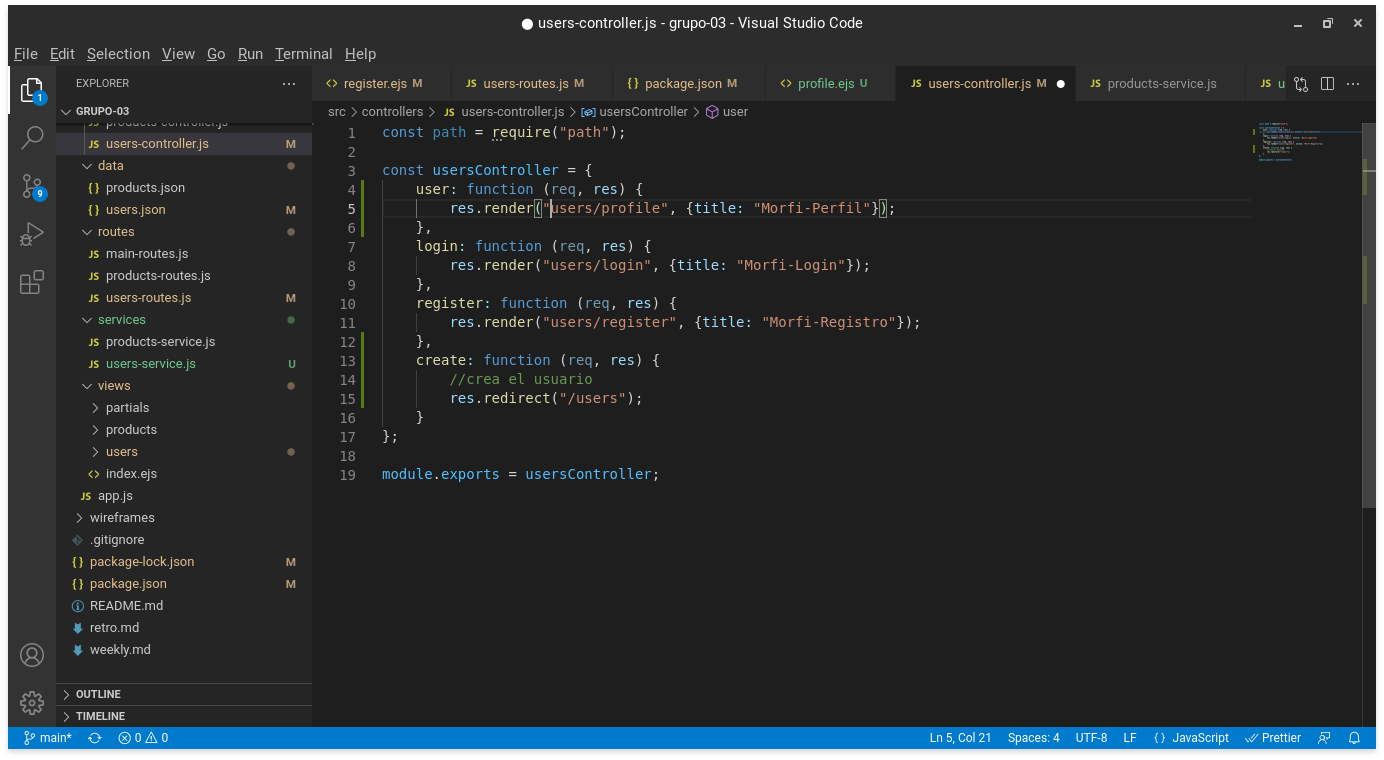 users-controller.js - grupo-03 - Visual Studio Code
File Edit Selection View Go Run Terminal Help
EXPLORER ...
register.ejs M
JS users-routes.js M
{} package.json M
<> profile.ejs U
JS users-controller.js M
JS products-service.js
JS u
1
9
GRUPO-03
JS products-controller.js
JS users-controller.js M
data
{} products.json
{} users.json M
routes
JS main-routes.js
JS products-routes.js
JS users-routes.js M
services
JS products-service.js
JS users-service.js U
views
partials
products
users
<> index.ejs
JS app.js
wireframes
.gitignore
{} package-lock.json M
{} package.json M
README.md
retro.md
weekly.md
OUTLINE
TIMELINE
src > controllers > JS users-controller.js > usersController > user
1 const path = require("path");
2
3 const usersController = {
4 user: function (req, res) {
5 res.render("users/profile", {title: "Morfi-Perfil"});
6 },
7 login: function (req, res) {
8 res.render("users/login", {title: "Morfi-Login"});
9 },
10 register: function (req, res) {
11 res.render("users/register", {title: "Morfi-Registro"});
12 },
13 create: function (req, res) {
14 //crea el usuario
15 res.redirect("/users");
16 }
17 };
18
19 module.exports = usersController;
main* 0 0 Ln 5, Col 21 Spaces: 4 UTF-8 LF {} JavaScript Prettier